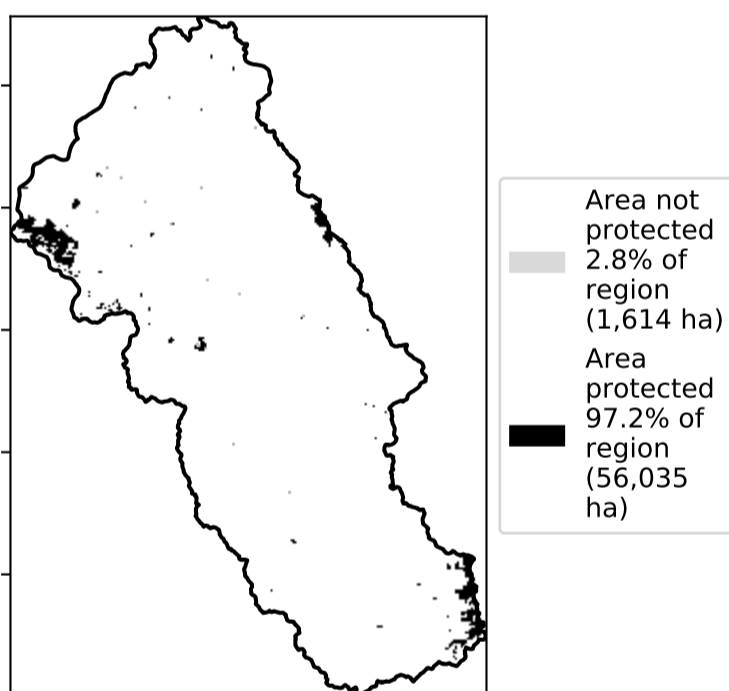 Area not
protected
2.8% of
region
(1,614 ha)
Area
protected
97.2% of
region
(56,035
ha)